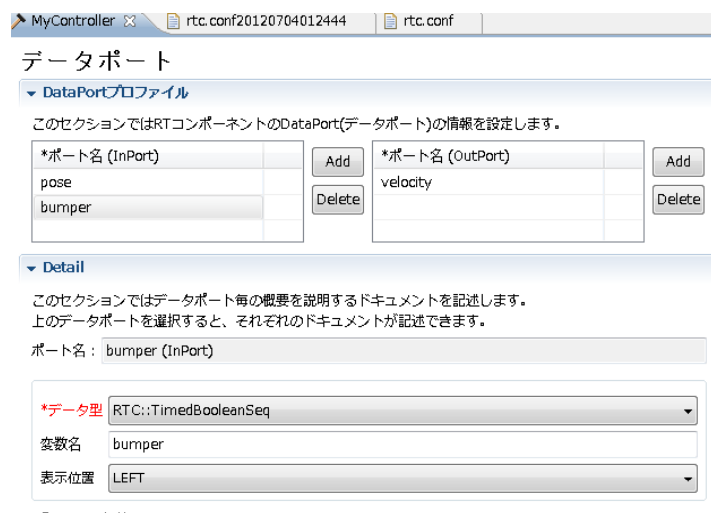 MyController rtc.conf20120704012444 rtc.conf
データポート
DataPortプロファイル
このセクションではRTコンポーネントのDataPort(データポート)の情報を設定します。
*ポート名 (InPort) Add *ポート名 (OutPort) Add
pose velocity
bumper Delete Delete
Detail
このセクションではデータポート毎の概要を説明するドキュメントを記述します。
上のデータポートを選択すると、それぞれのドキュメントが記述できます。
ポート名: bumper (InPort)
*データ型 RTC::TimedBooleanSeq
変数名 bumper
表示位置 LEFT